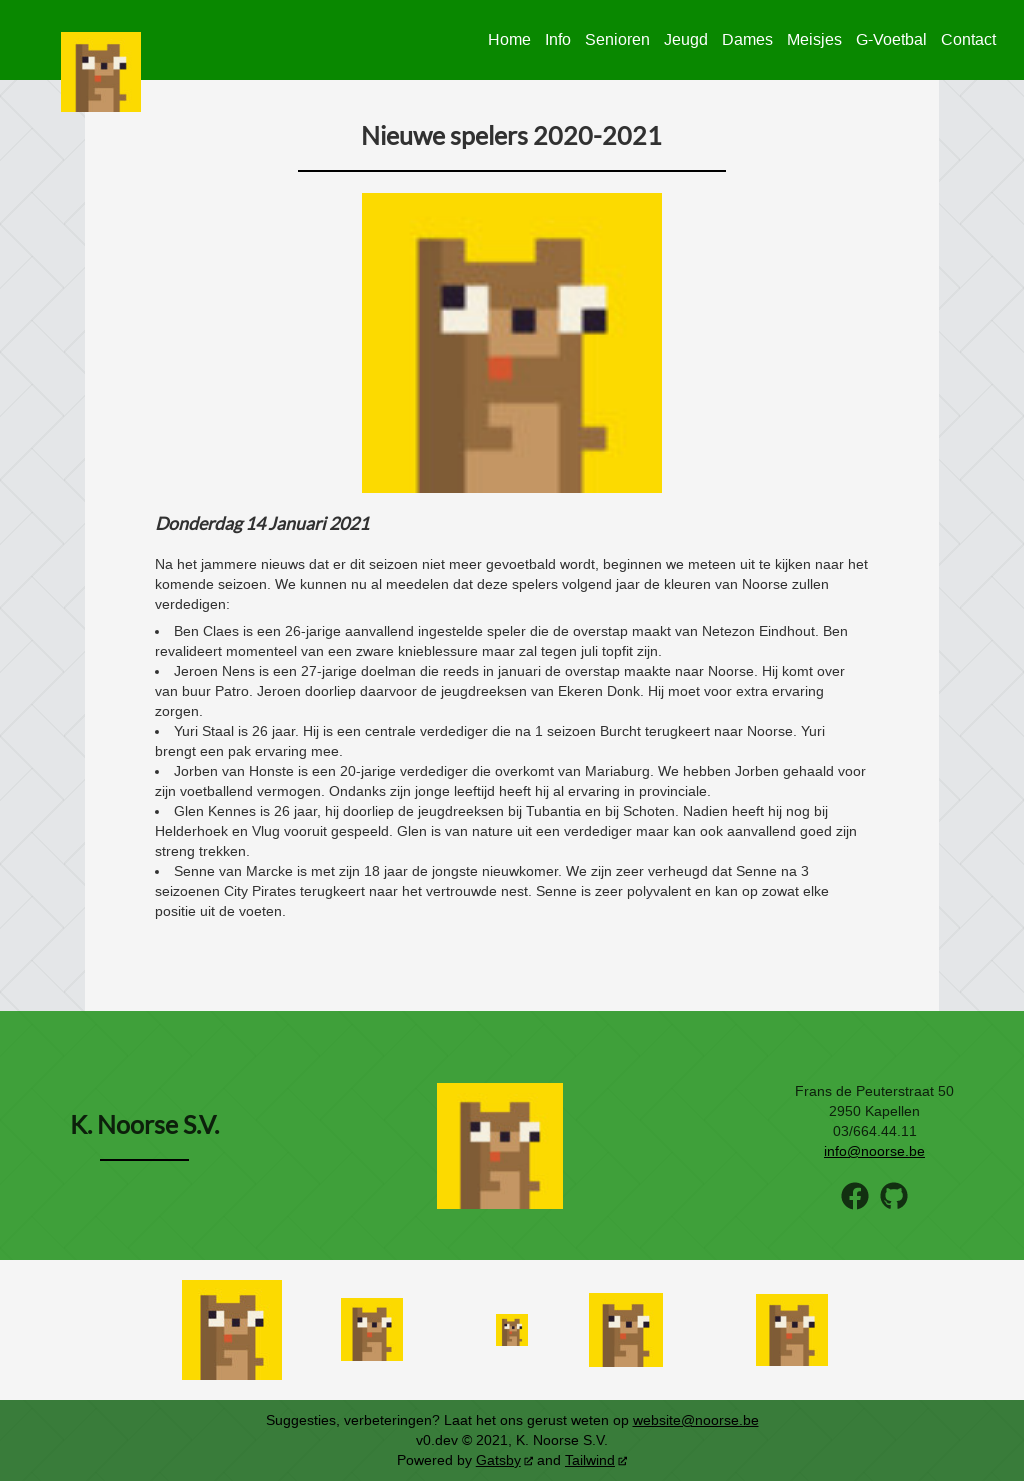 Home Info Senioren Jeugd Dames Meisjes G-Voetbal Contact
Nieuwe spelers 2020-2021
Donderdag 14 Januari 2021
Na het jammere nieuws dat er dit seizoen niet meer gevoetbald wordt, beginnen we meteen uit te kijken naar het
komende seizoen. We kunnen nu al meedelen dat deze spelers volgend jaar de kleuren van Noorse zullen
verdedigen:
• Ben Claes is een 26-jarige aanvallend ingestelde speler die de overstap maakt van Netezon Eindhout. Ben
revalideert momenteel van een zware knieblessure maar zal tegen juli topfit zijn.
• Jeroen Nens is een 27-jarige doelman die reeds in januari de overstap maakte naar Noorse. Hij komt over
van buur Patro. Jeroen doorliep daarvoor de jeugdreeksen van Ekeren Donk. Hij moet voor extra ervaring
zorgen.
• Yuri Staal is 26 jaar. Hij is een centrale verdediger die na 1 seizoen Burcht terugkeert naar Noorse. Yuri
brengt een pak ervaring mee.
• Jorben van Honste is een 20-jarige verdediger die overkomt van Mariaburg. We hebben Jorben gehaald voor
zijn voetballend vermogen. Ondanks zijn jonge leeftijd heeft hij al ervaring in provinciale.
• Glen Kennes is 26 jaar, hij doorliep de jeugdreeksen bij Tubantia en bij Schoten. Nadien heeft hij nog bij
Helderhoek en Vlug vooruit gespeeld. Glen is van nature uit een verdediger maar kan ook aanvallend goed zijn
streng trekken.
• Senne van Marcke is met zijn 18 jaar de jongste nieuwkomer. We zijn zeer verheugd dat Senne na 3
seizoenen City Pirates terugkeert naar het vertrouwde nest. Senne is zeer polyvalent en kan op zowat elke
positie uit de voeten.
K. Noorse S.V.
Frans de Peuterstraat 50
2950 Kapellen
03/664.44.11
info@noorse.be
Suggesties, verbeteringen? Laat het ons gerust weten op website@noorse.be
v0.dev © 2021, K. Noorse S.V.
Powered by Gatsby and Tailwind